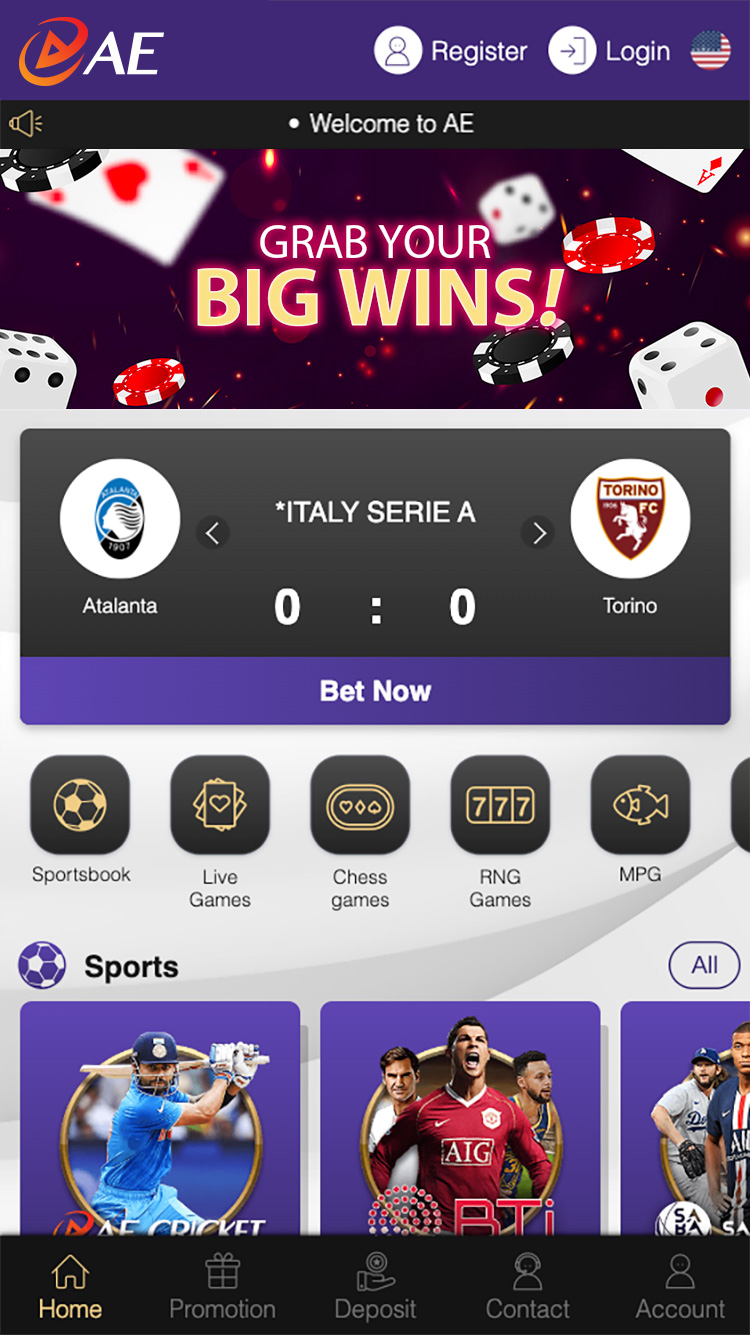 AE
Register
Login
• Welcome to AE
GRAB YOUR
BIG WINS!
A
ATALANTA
1907
*ITALY SERIE A
TORINO
1906 FC
Atalanta
0 : 0
Torino
Bet Now
777
Sportsbook
Live
Games
Chess
games
RNG
Games
MPG
Sports
All
AIG
AE CRICKET
BTi
SABA
SA
Home
Promotion
Deposit
Contact
Account